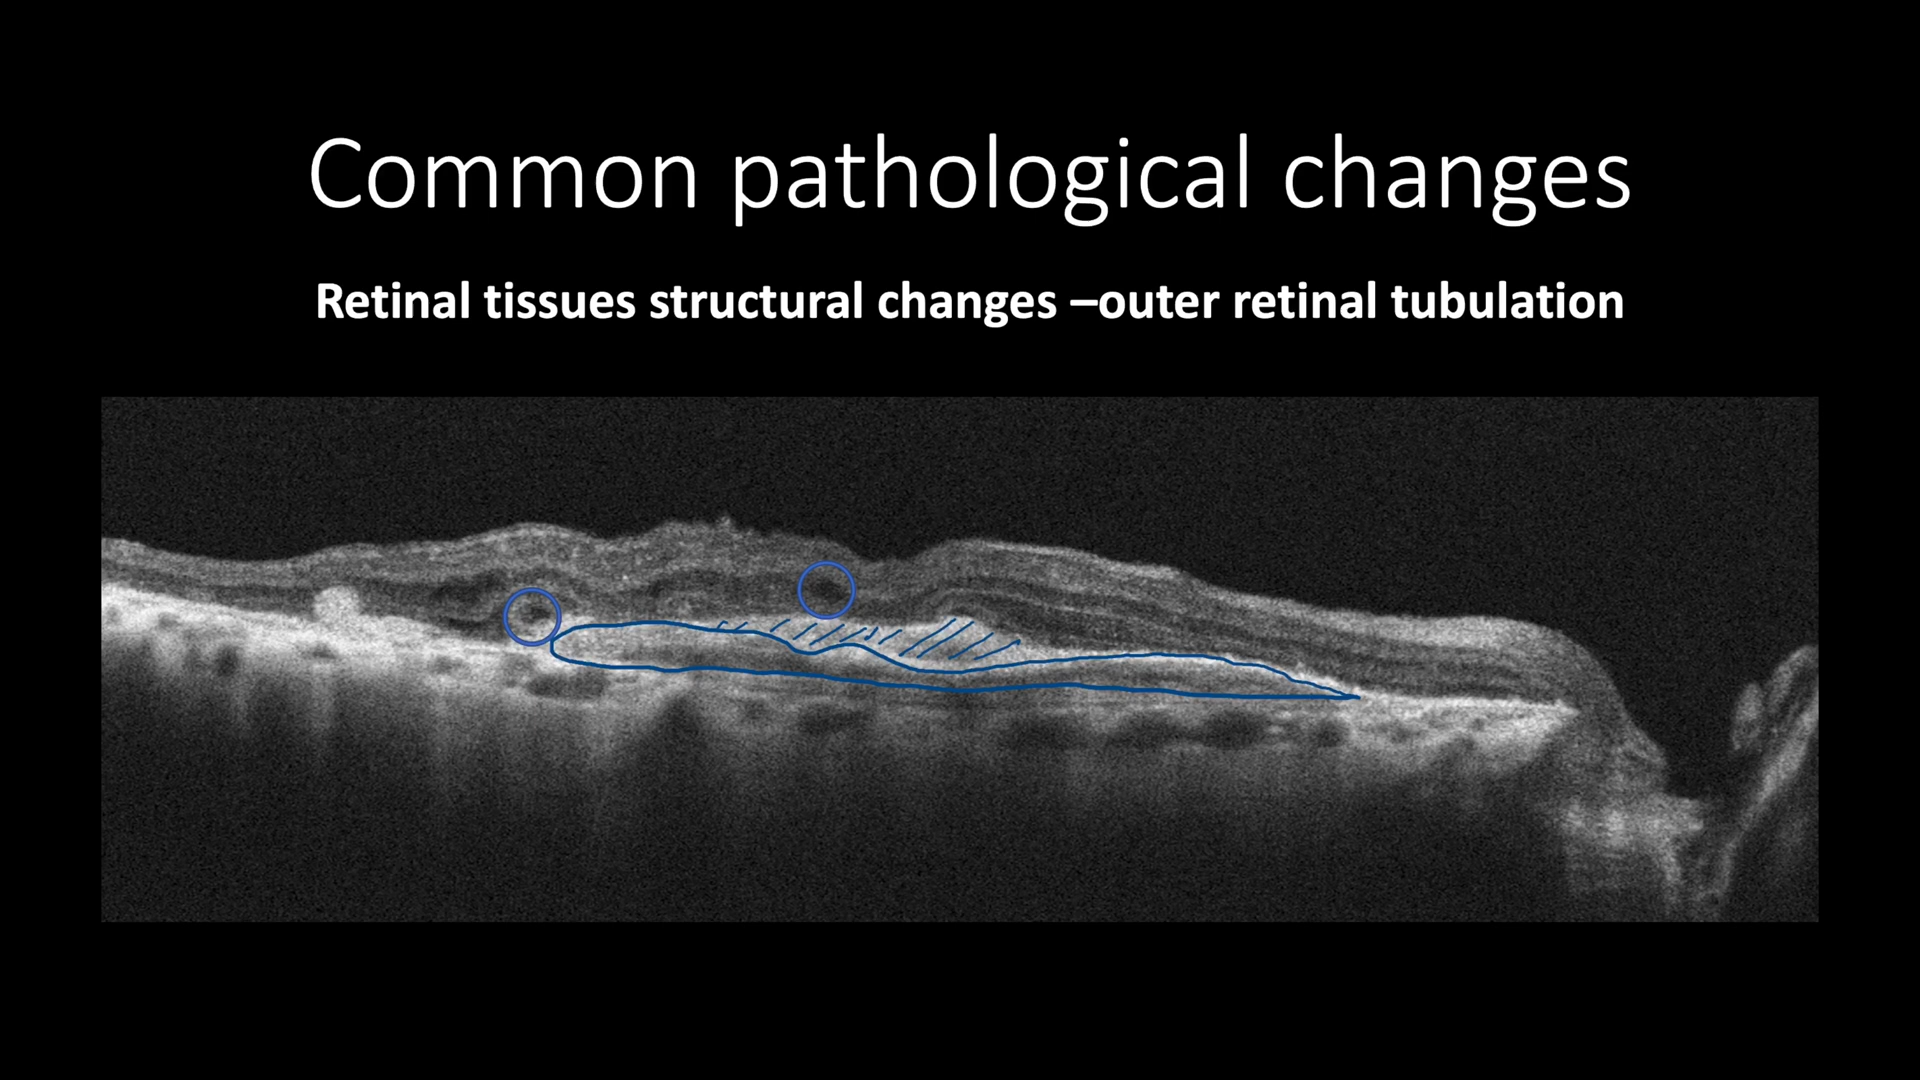 Common pathological changes
Retinal tissues structural changes –outer retinal tubulation